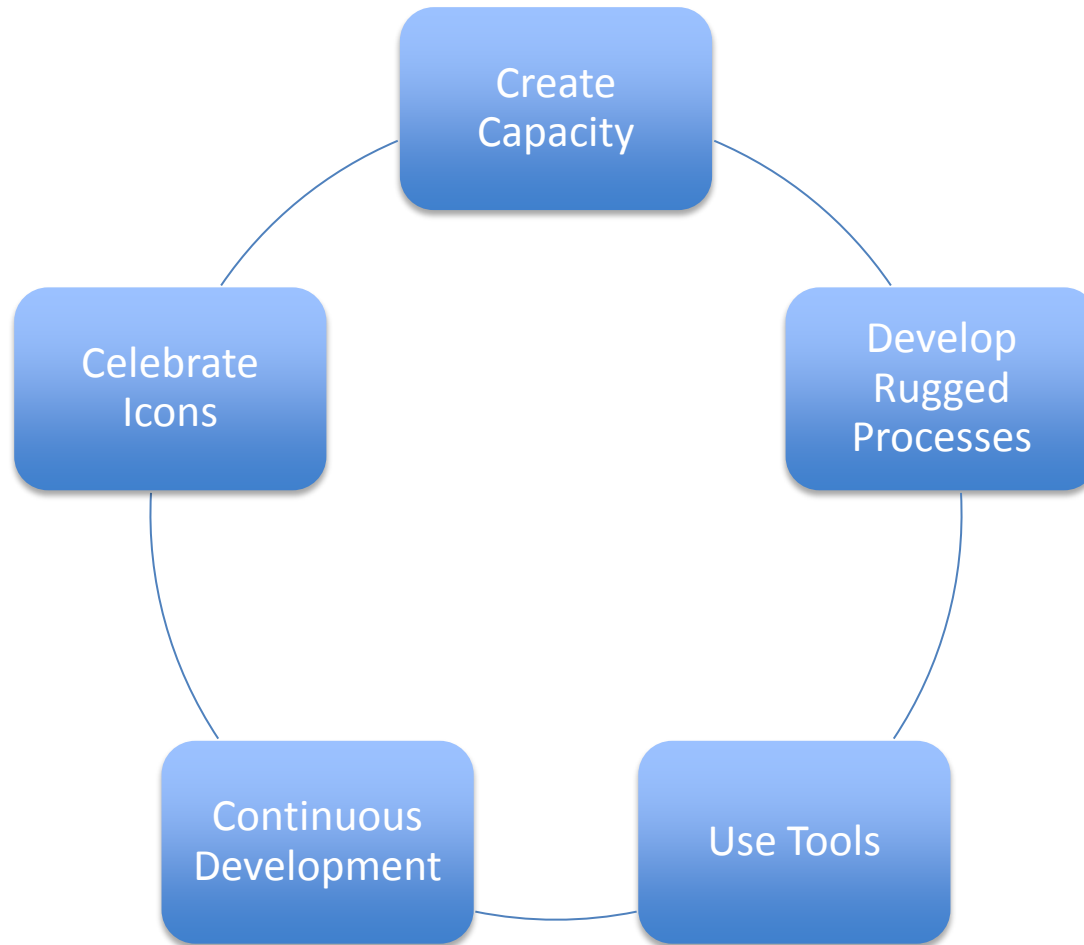 Create
Capacity
Develop
Rugged
Processes
Use Tools
Continuous
Development
Celebrate
Icons